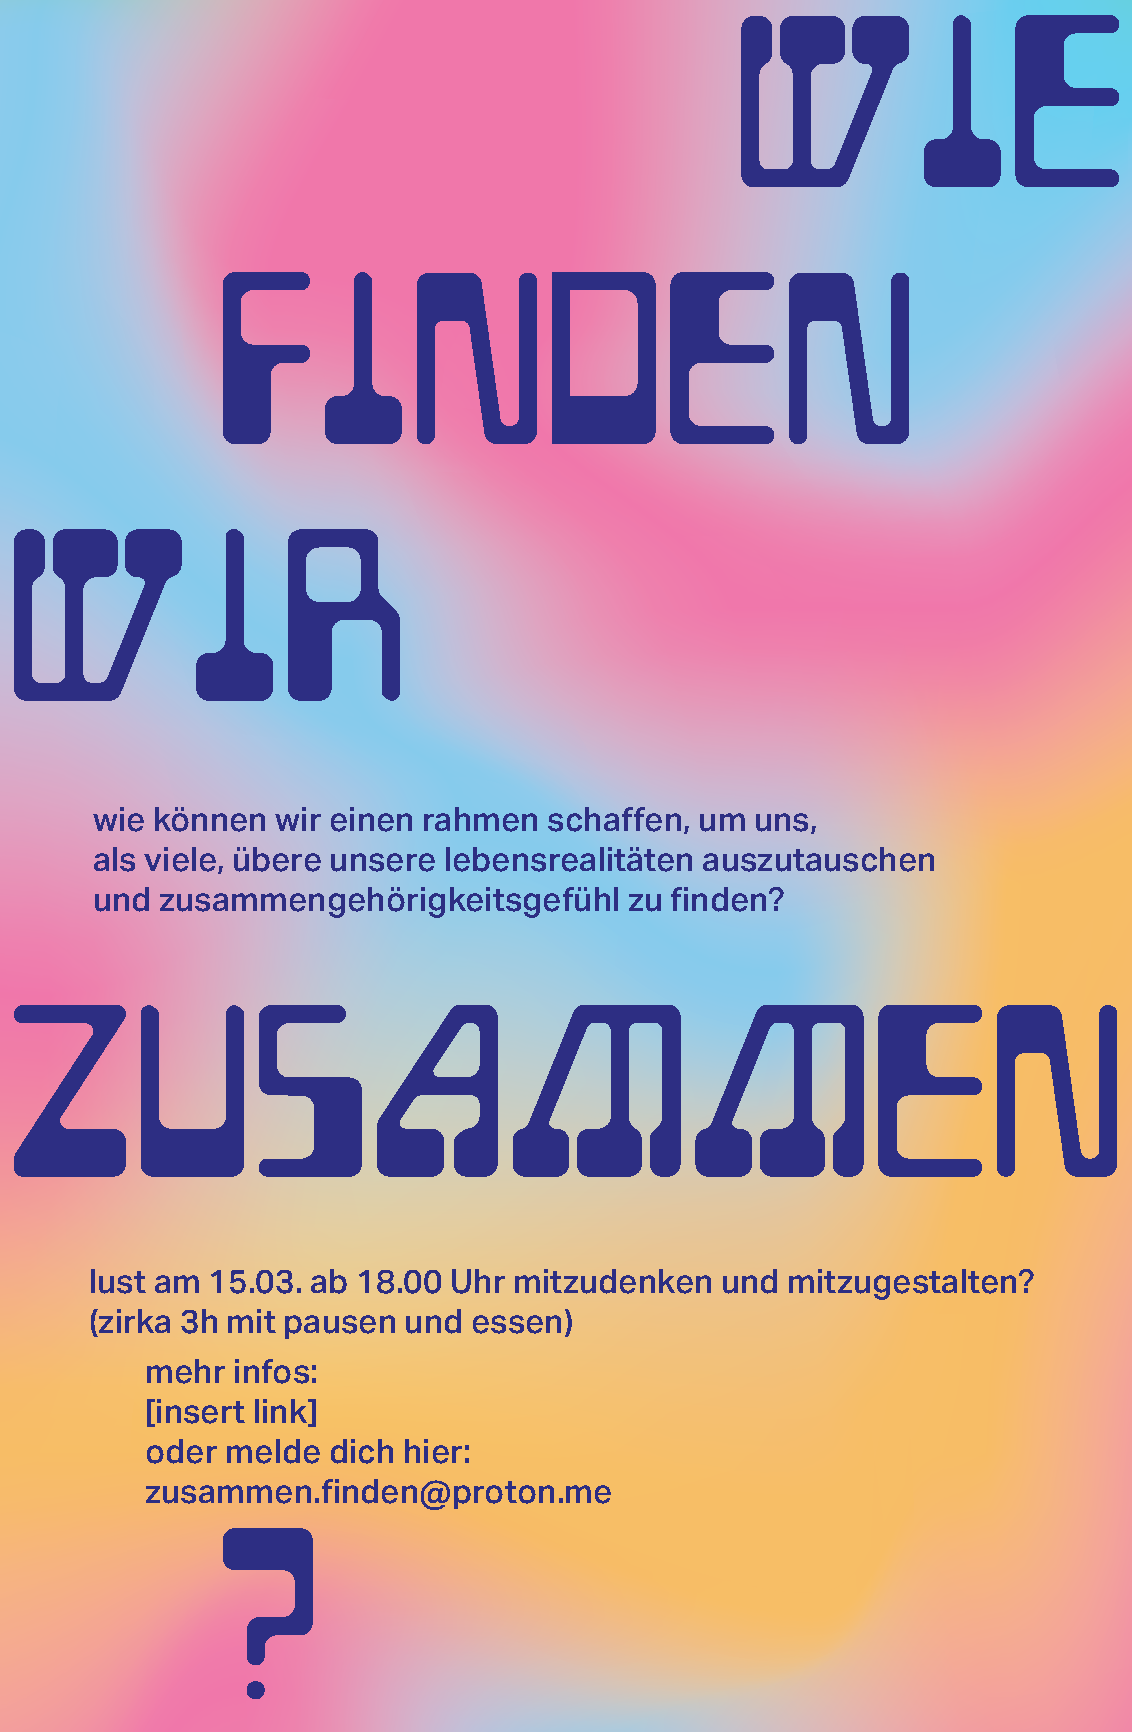 WIE
FINDEN
WIR
wie können wir einen rahmen schaffen, um uns,
als viele, übere unsere lebensrealitäten auszutauschen
und zusammengehörigkeitsgefühl zu finden?
ZUSAMMEN
lust am 15.03. ab 18.00 Uhr mitzudenken und mitzugestalten?
(zirka 3h mit pausen und essen)
mehr infos:
[insert link]
oder melde dich hier:
zusammen.finden@proton.me
?